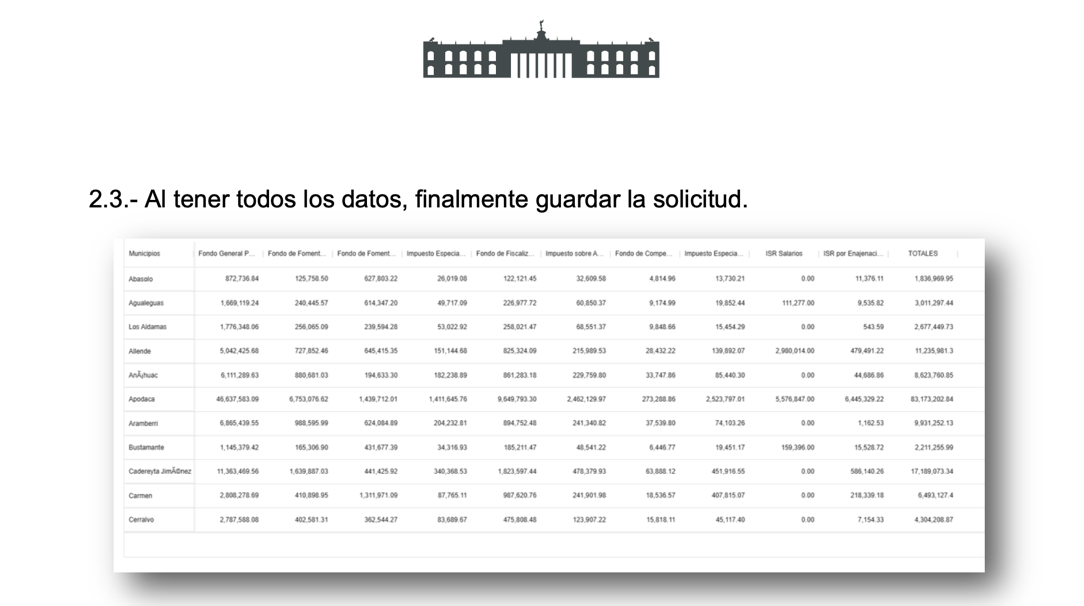 2.3.- Al tener todos los datos, finalmente guardar la solicitud.
Municipios Fondo General P... Fondo de Foment... Fondo de Foment... Impuesto Especia... Fondo de Fiscaliz... Impuesto sobre A... Fondo de Compe... Impuesto Especia... ISR Salarios ISR por Enajenaci... TOTALES
Abasolo 872,736.84 125,758.50 627,803.22 26,019.08 122,121.45 32,609.58 4,814.96 13,730.21 0.00 11,376.11 1,836,969.95
Agualeguas 1,669,119.24 240,445.57 614,347.20 49,717.09 226,977.72 60,850.37 9,174.99 19,852.44 111,277.00 9,535.82 3,011,297.44
Los Aldamas 1,776,348.06 256,065.09 239,594.28 53,022.92 258,021.47 68,551.37 9,848.66 15,454.29 0.00 543.59 2,677,449.73
Allende 5,042,425.68 727,852.46 645,415.35 151,144.68 825,324.09 215,989.53 28,432.22 139,892.07 2,980,014.00 479,491.22 11,235,981.3
AnÃ¡huac 6,111,289.63 880,681.03 194,633.30 182,238.89 861,283.18 229,759.80 33,747.86 85,440.30 0.00 44,686.86 8,623,760.85
Apodaca 46,637,583.09 6,753,076.62 1,439,712.01 1,411,645.76 9,649,793.30 2,462,129.97 273,288.86 2,523,797.01 5,576,847.00 6,445,329.22 83,173,202.84
Aramberri 6,865,439.55 988,595.99 624,084.89 204,232.81 894,752.48 241,340.82 37,539.80 74,103.26 0.00 1,162.53 9,931,252.13
Bustamante 1,145,379.42 165,306.90 431,677.39 34,316.93 185,211.47 48,541.22 6,446.77 19,451.17 159,396.00 15,528.72 2,211,255.99
Cadereyta JimÃ©nez 11,363,469.56 1,639,887.03 441,425.92 340,368.53 1,823,597.44 478,379.93 63,888.12 451,916.55 0.00 586,140.26 17,189,073.34
Carmen 2,808,278.69 410,898.95 1,311,971.09 87,765.11 987,620.76 241,901.98 18,536.57 407,815.07 0.00 218,339.18 6,493,127.4
Cerralvo 2,787,588.08 402,581.31 362,544.27 83,689.67 475,808.48 123,907.22 15,818.11 45,117.40 0.00 7,154.33 4,304,208.87